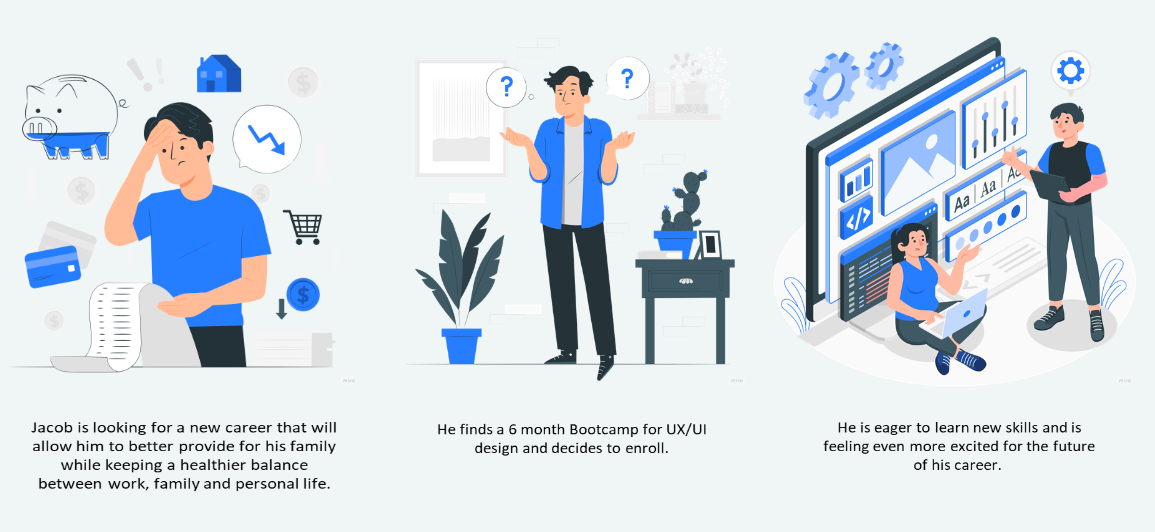 Jacob is looking for a new career that will
allow him to better provide for his family
while keeping a healthier balance
between work, family and personal life.
He finds a 6 month Bootcamp for UX/UI
design and decides to enroll.
He is eager to learn new skills and is
feeling even more excited for the future
of his career.
!!
$
$
$
$
$
? ?
</>
Aa Aa Ac